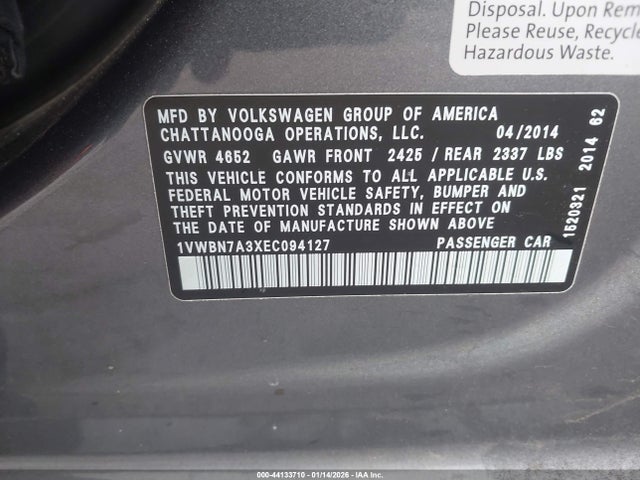 Disposal. Upon Rem
Please Reuse, Recycle
Hazardous Waste.
MFD BY VOLKSWAGEN GROUP OF AMERICA
CHATTANOOGA OPERATIONS, LLC. 04/2014
GVWR 4652 GAWR FRONT 2425 / REAR 2337 LBS
THIS VEHICLE CONFORMS TO ALL APPLICABLE U.S.
FEDERAL MOTOR VEHICLE SAFETY, BUMPER AND
THEFT PREVENTION STANDARDS IN EFFECT ON
THE DATE OF MANUFACTURE SHOWN ABOVE
1VWBN7A3XEC094127 PASSENGER CAR
1520921 2014 62
000-44133710 - 01/14/2026 - IAA Corp.